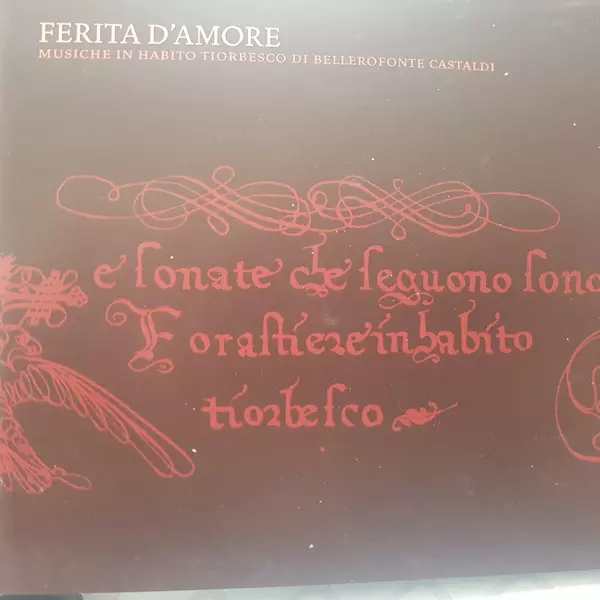 FERITA D'AMORE
MUSICHE IN HABITO TIORBESCO DI BELLEROFONTE CASTALDI
e ſonate che ſeguono ſono
Foraſtiere in habito
tiorbeſco